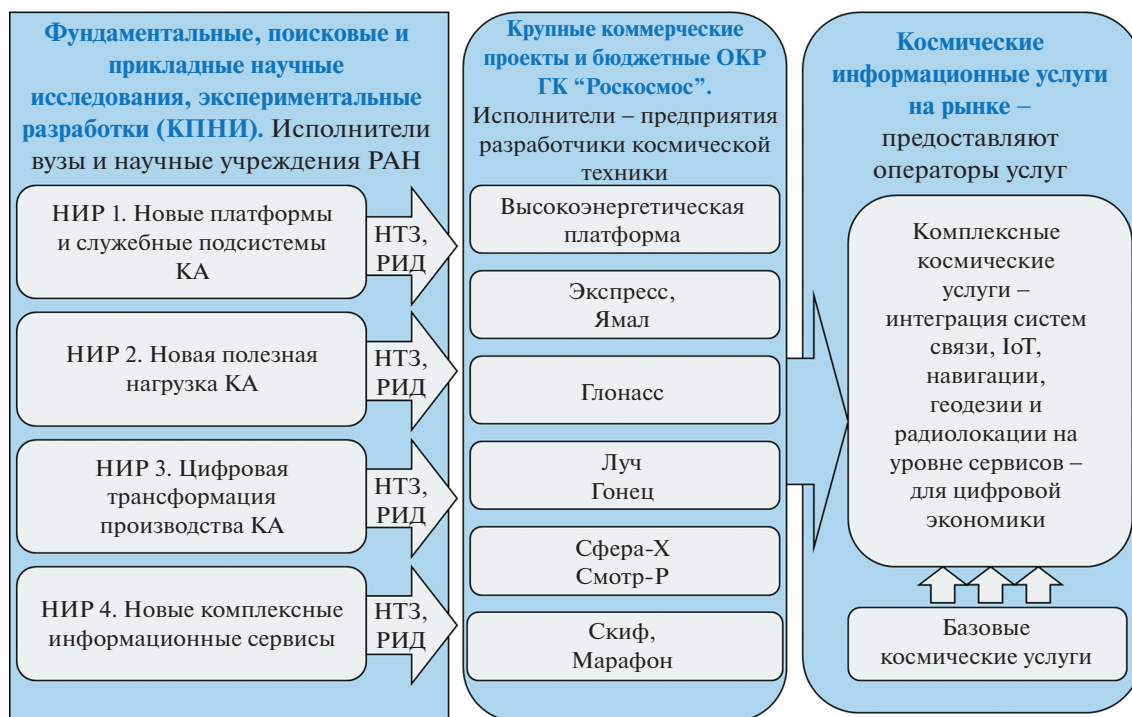 Фундаментальные, поисковые и
прикладные научные
исследования, экспериментальные
разработки (КПНИ). Исполнители
вузы и научные учреждения РАН
НИР 1. Новые платформы
и служебные подсистемы
КА
НТЗ,
РИД
НИР 2. Новая полезная
нагрузка КА
НТЗ,
РИД
НИР 3. Цифровая
трансформация
производства КА
НТЗ,
РИД
НИР 4. Новые комплексные
информационные сервисы
НТЗ,
РИД
Крупные коммерческие
проекты и бюджетные ОКР
ГК “Роскосмос”.
Исполнители – предприятия
разработчики космической
техники
Высокоэнергетическая
платформа
Экспресс,
Ямал
Глонасс
Луч
Гонец
Сфера-Х
Смотр-Р
Скиф,
Марафон
Космические
информационные услуги
на рынке –
предоставляют
операторы услуг
Комплексные
космические
услуги –
интеграция систем
связи, IoT,
навигации,
геодезии и
радиолокации на
уровне сервисов –
для цифровой
экономики
Базовые
космические услуги